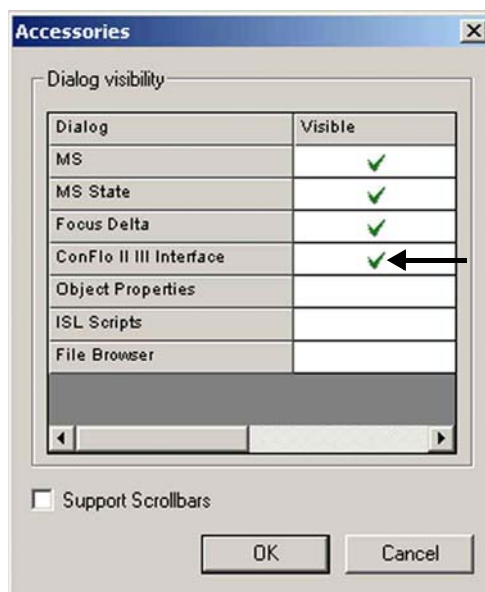 Accessories
Dialog visibility
Dialog Visible
MS
MS State
Focus Delta
ConFlo II III Interface
Object Properties
ISL Scripts
File Browser
Support Scrollbars
OK Cancel